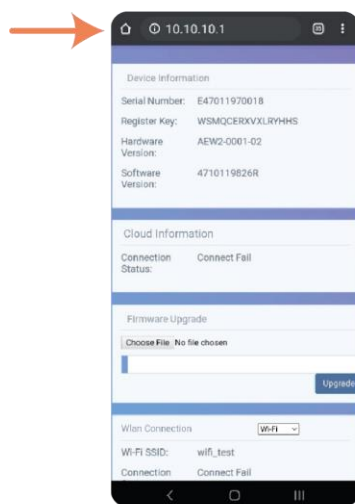 10.10.10.1
Device Information
Serial Number: E47011970018
Register Key: WSMQCERXVXLRYHHS
Hardware Version: AEW2-0001-02
Software Version: 4710119826R
Cloud Information
Connection Status: Connect Fail
Firmware Upgrade
Choose File No file chosen
Upgrade
Wlan Connection Wi-Fi
Wi-Fi SSID: wifi_test
Connection Connect Fail